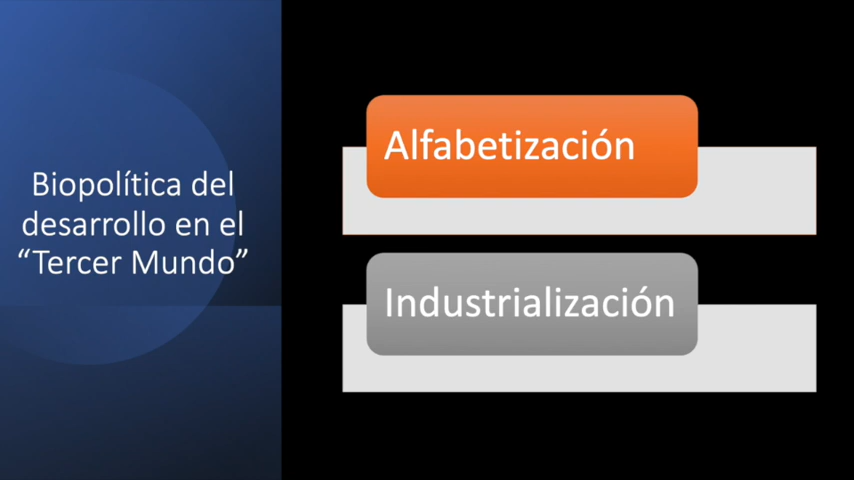 Biopolítica del
desarrollo en el
“Tercer Mundo”
Alfabetización
Industrialización